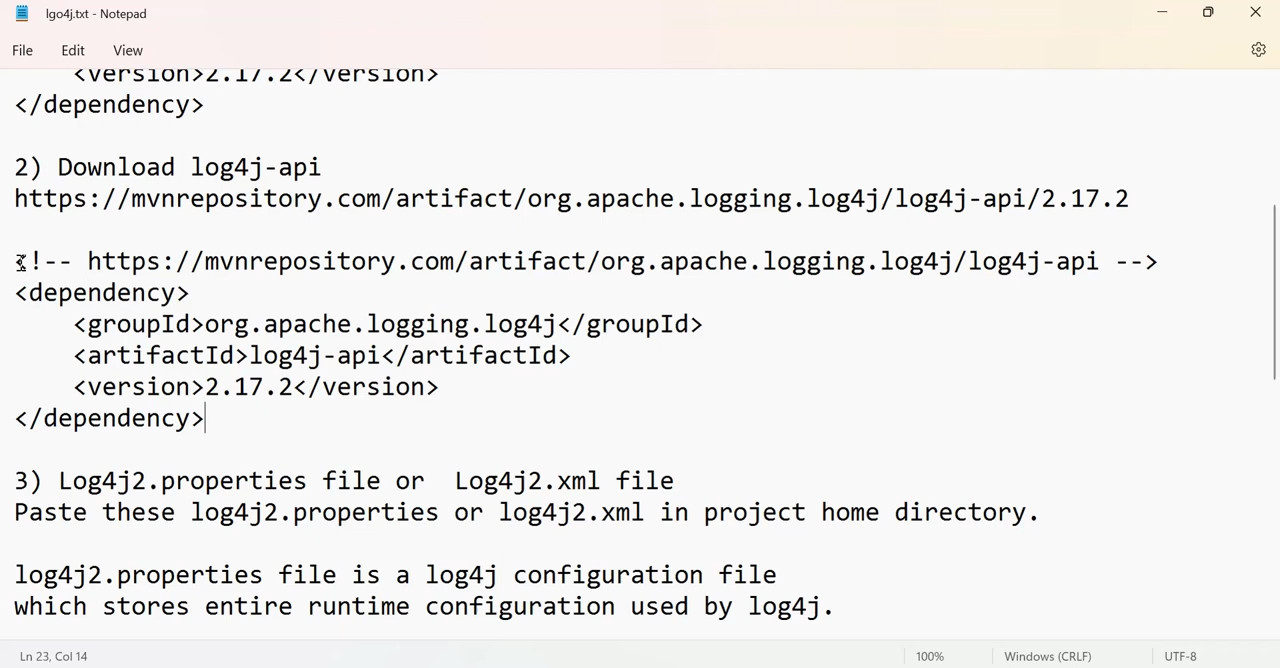 lgo4j.txt - Notepad
File Edit View
<version>2.17.2</version>
</dependency>
2) Download log4j-api
https://mvnrepository.com/artifact/org.apache.logging.log4j/log4j-api/2.17.2
<!-- https://mvnrepository.com/artifact/org.apache.logging.log4j/log4j-api -->
<dependency>
<groupId>org.apache.logging.log4j</groupId>
<artifactId>log4j-api</artifactId>
<version>2.17.2</version>
</dependency>
3) Log4j2.properties file or  Log4j2.xml file
Paste these log4j2.properties or log4j2.xml in project home directory.
log4j2.properties file is a log4j configuration file
which stores entire runtime configuration used by log4j.
Ln 23, Col 14 100% Windows (CRLF) UTF-8